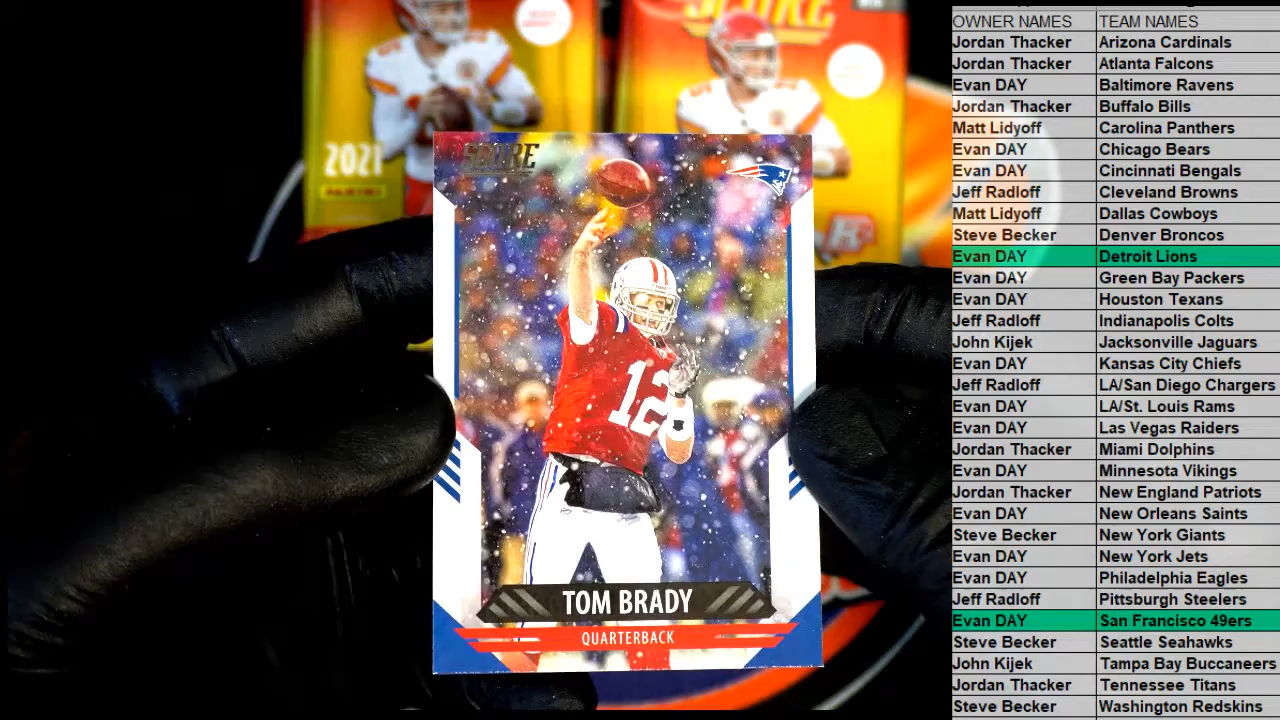 SCORE
2021
PANINI
SCORE
12
TOM BRADY
QUARTERBACK
OWNER NAMES TEAM NAMES
Jordan Thacker Arizona Cardinals
Jordan Thacker Atlanta Falcons
Evan DAY Baltimore Ravens
Jordan Thacker Buffalo Bills
Matt Lidyoff Carolina Panthers
Evan DAY Chicago Bears
Evan DAY Cincinnati Bengals
Jeff Radloff Cleveland Browns
Matt Lidyoff Dallas Cowboys
Steve Becker Denver Broncos
Evan DAY Detroit Lions
Evan DAY Green Bay Packers
Evan DAY Houston Texans
Jeff Radloff Indianapolis Colts
John Kijek Jacksonville Jaguars
Evan DAY Kansas City Chiefs
Jeff Radloff LA/San Diego Chargers
Evan DAY LA/St. Louis Rams
Evan DAY Las Vegas Raiders
Jordan Thacker Miami Dolphins
Evan DAY Minnesota Vikings
Jordan Thacker New England Patriots
Evan DAY New Orleans Saints
Steve Becker New York Giants
Evan DAY New York Jets
Evan DAY Philadelphia Eagles
Jeff Radloff Pittsburgh Steelers
Evan DAY San Francisco 49ers
Steve Becker Seattle Seahawks
John Kijek Tampa Bay Buccaneers
Jordan Thacker Tennessee Titans
Steve Becker Washington Redskins